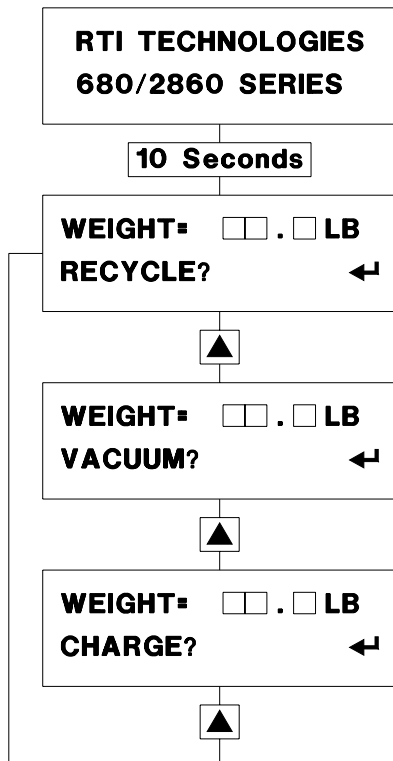 RTI TECHNOLOGIES
680/2860 SERIES
10 Seconds
WEIGHT= □□.□ LB
RECYCLE? ↵
▲
WEIGHT= □□.□ LB
VACUUM? ↵
▲
WEIGHT= □□.□ LB
CHARGE? ↵
▲